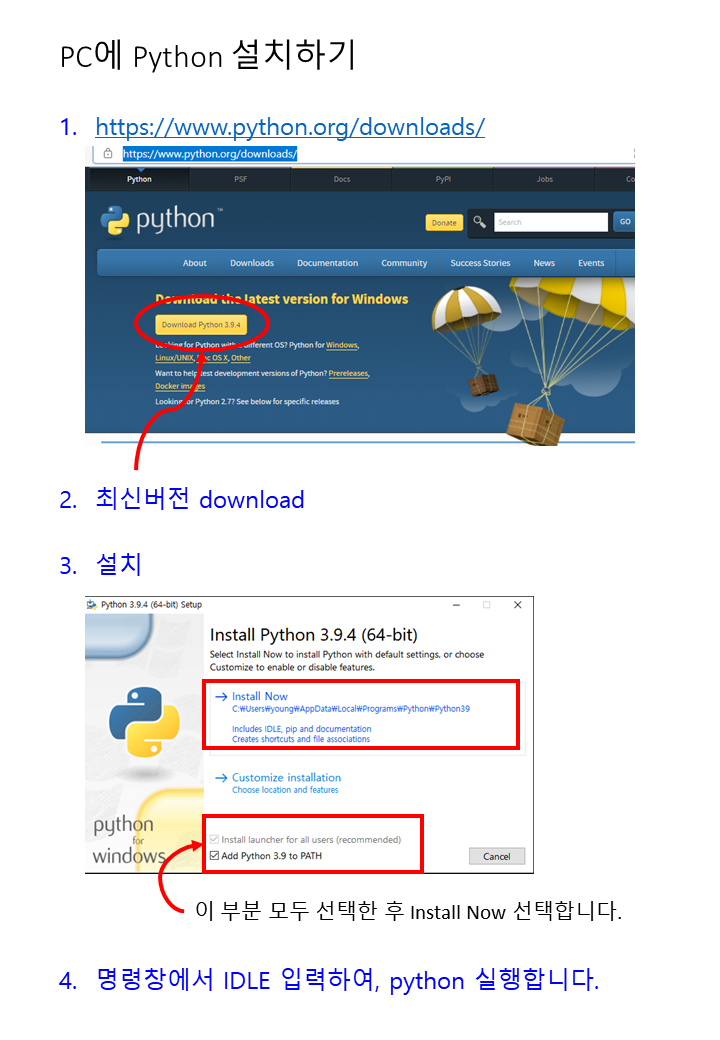 PC에 Python 설치하기
1. https://www.python.org/downloads/
https://www.python.org/downloads/
Python PSF Docs PyPI Jobs Co
python™
Donate Search GO
About Downloads Documentation Community Success Stories News Events
Download the latest version for Windows
Download Python 3.9.4
Looking for Python with a different OS? Python for Windows,
Linux/UNIX, Mac OS X, Other
Want to help test development versions of Python? Prereleases,
Docker images
Looking for Python 2.7? See below for specific releases
2. 최신버전 download
3. 설치
Python 3.9.4 (64-bit) Setup
Install Python 3.9.4 (64-bit)
Select Install Now to install Python with default settings, or choose
Customize to enable or disable features.
→ Install Now
C:₩Users₩young₩AppData₩Local₩Programs₩Python₩Python39
Includes IDLE, pip and documentation
Creates shortcuts and file associations
→ Customize installation
Choose location and features
python
for
windows
Install launcher for all users (recommended)
Add Python 3.9 to PATH
Cancel
이 부분 모두 선택한 후 Install Now 선택합니다.
4. 명령창에서 IDLE 입력하여, python 실행합니다.